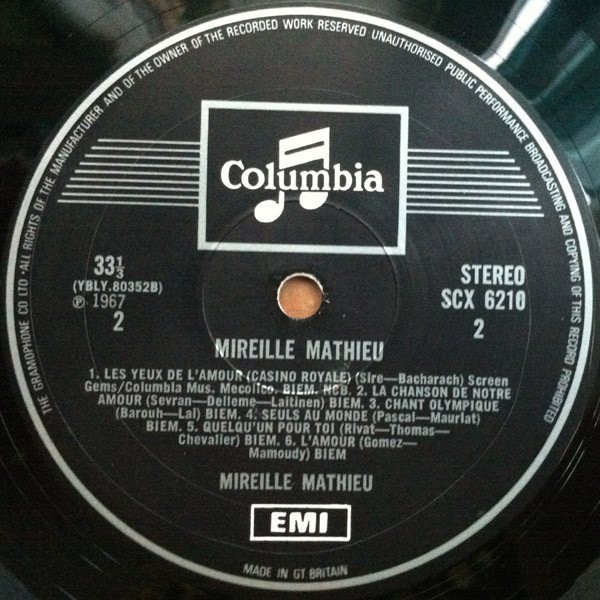 THE GRAMOPHONE CO LTD · ALL RIGHTS OF THE MANUFACTURER AND OF THE OWNER OF THE RECORDED WORK RESERVED UNAUTHORISED PUBLIC PERFORMANCE BROADCASTING AND COPYING OF THIS RECORD PROHIBITED
Columbia
33⅓
(YBLY.80352B)
℗ 1967
2
STEREO
SCX 6210
2
MIREILLE MATHIEU
1. LES YEUX DE L'AMOUR (CASINO ROYALE) (Sire—Bacharach) Screen
Gems/Columbia Mus. Mecolico. BIEM. NCB. 2. LA CHANSON DE NOTRE
AMOUR (Sevran—Delleme—Laitinen) BIEM. 3. CHANT OLYMPIQUE
(Barouh—Lai) BIEM. 4. SEULS AU MONDE (Pascal—Mauriat)
BIEM. 5. QUELQU'UN POUR TOI (Rivat—Thomas—
Chevalier) BIEM. 6. L'AMOUR (Gomez—
Mamoudy) BIEM
MIREILLE MATHIEU
EMI
MADE IN GT. BRITAIN